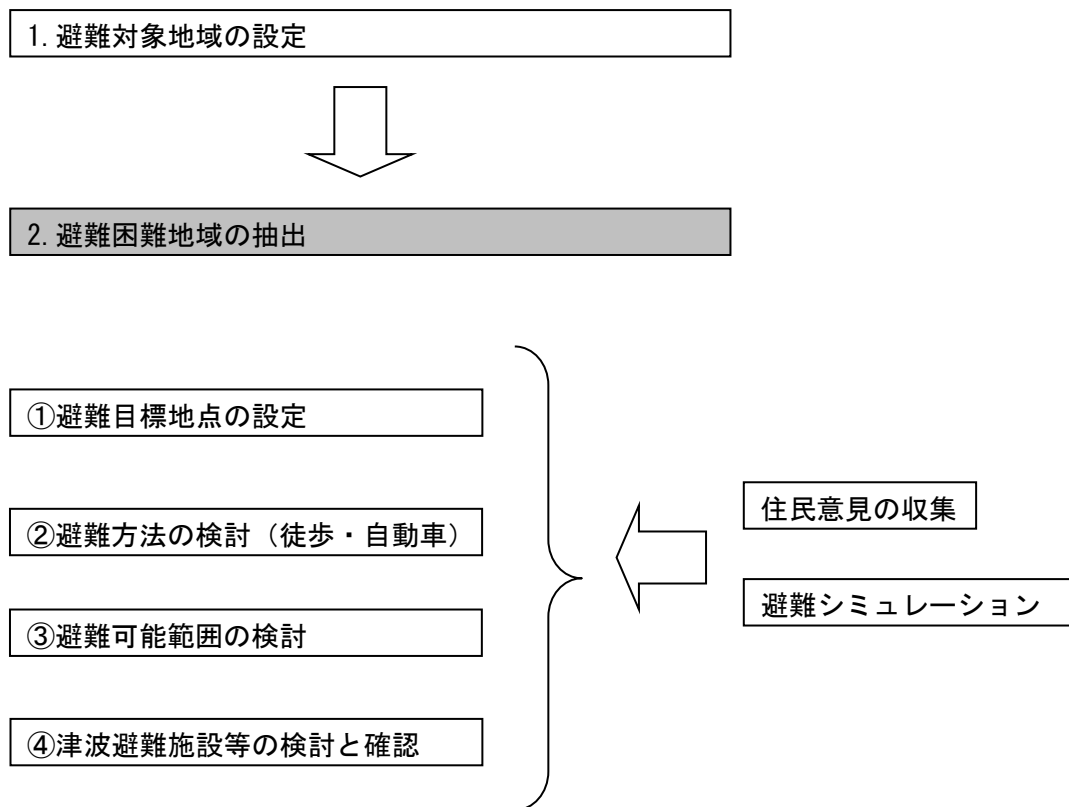 1.避難対象地域の設定
2.避難困難地域の抽出
①避難目標地点の設定
②避難方法の検討（徒歩・自動車）
③避難可能範囲の検討
④津波避難施設等の検討と確認
住民意見の収集
避難シミュレーション